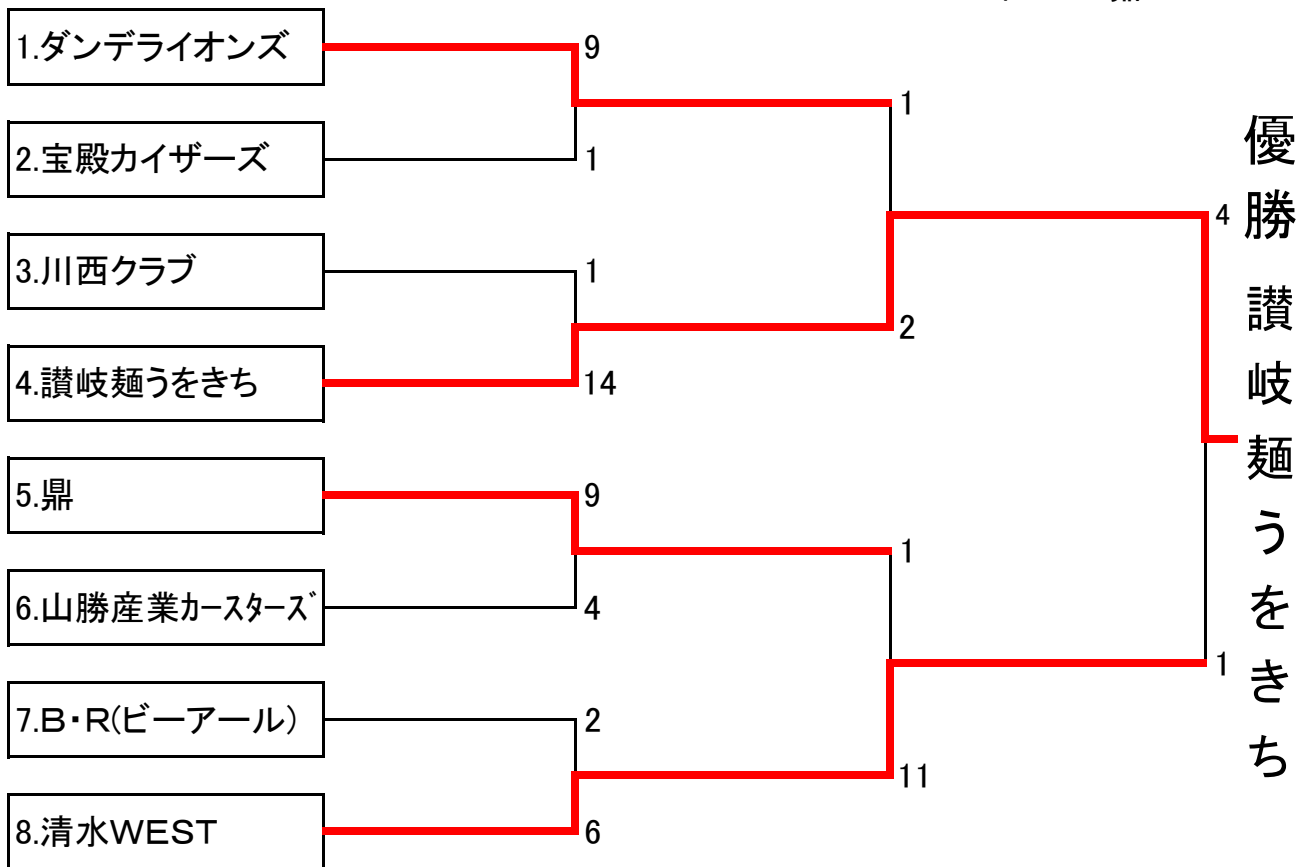 1.ダンデライオンズ
9
1
2.宝殿カイザーズ
1
3.川西クラブ
1
4
2
4.讃岐麺うをきち
14
5.鼎
9
1
6.山勝産業ｶｰｽﾀｰｽﾞ
4
1
7.B・R(ビーアール)
2
11
8.清水WEST
6
優勝 讃岐麺うをきち